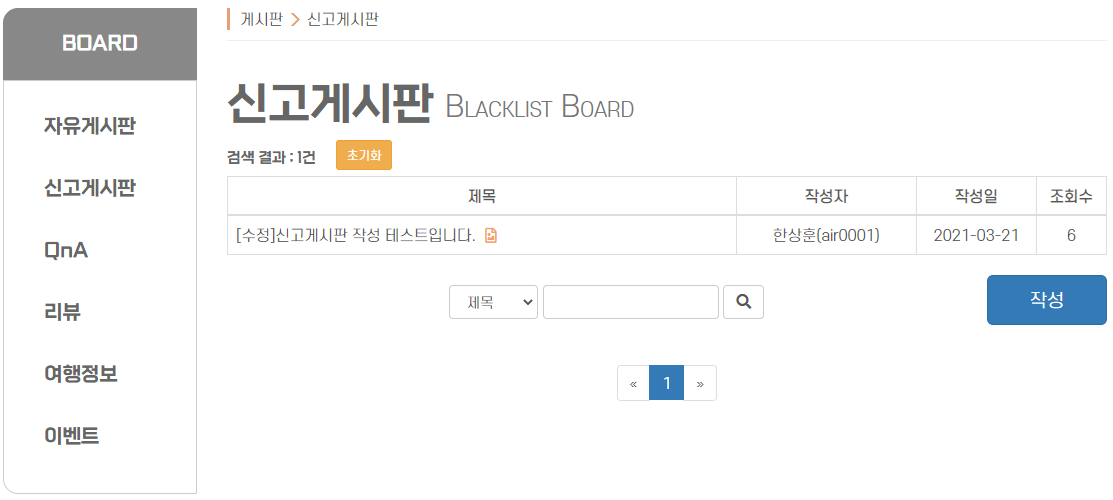 BOARD
자유게시판
신고게시판
QnA
리뷰
여행정보
이벤트
게시판 > 신고게시판
신고게시판 Blacklist Board
검색 결과 : 1건 초기화
제목 작성자 작성일 조회수
[수정]신고게시판 작성 테스트입니다. 한상훈(air0001) 2021-03-21 6
제목 작성
« 1 »